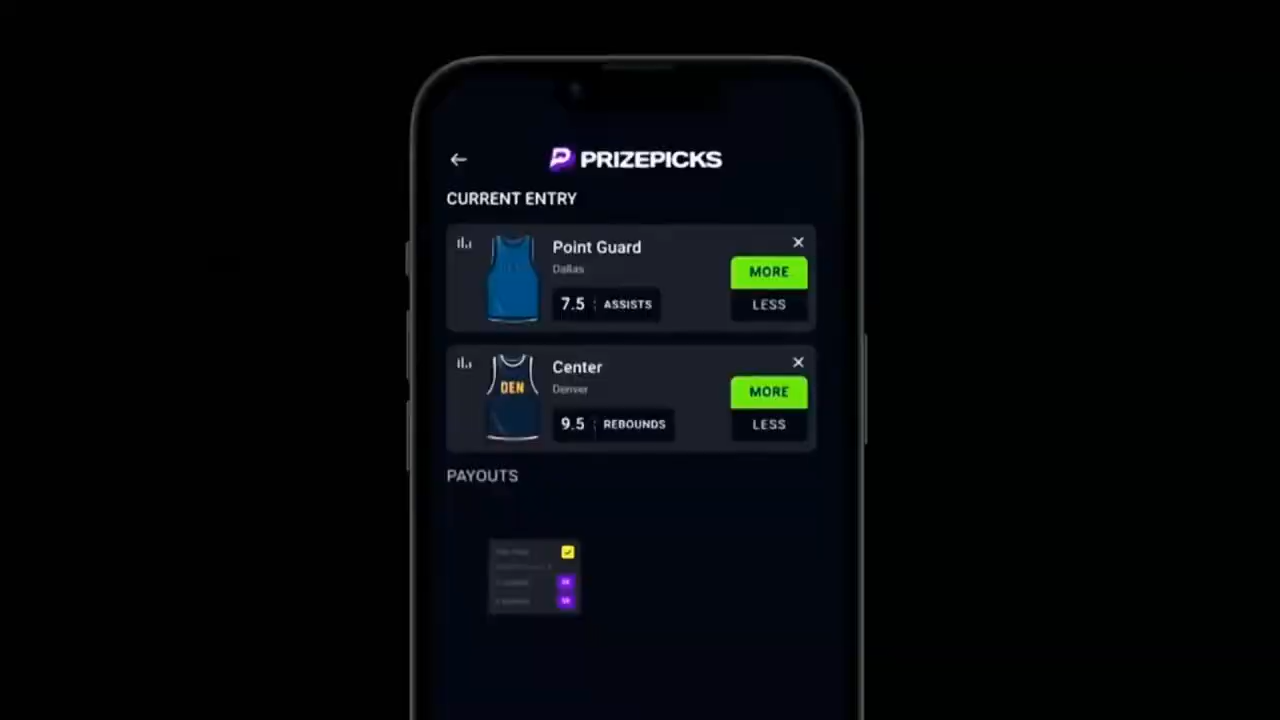 PRIZEPICKS
CURRENT ENTRY
Point Guard
Dallas
7.5 ASSISTS
MORE
LESS
Center
Denver
9.5 REBOUNDS
MORE
LESS
DEN
PAYOUTS